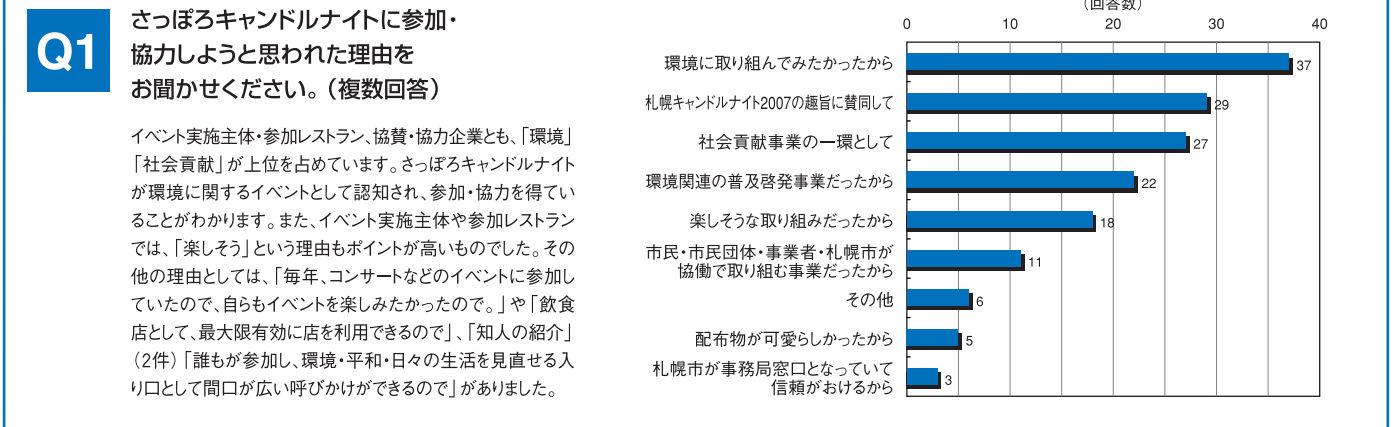 Q1
さっぽろキャンドルナイトに参加・
協力しようと思われた理由を
お聞かせください。（複数回答）
イベント実施主体・参加レストラン、協賛・協力企業とも、「環境」
「社会貢献」が上位を占めています。さっぽろキャンドルナイト
が環境に関するイベントとして認知され、参加・協力を得てい
ることがわかります。また、イベント実施主体や参加レストラン
では、「楽しそう」という理由もポイントが高いものでした。その
他の理由としては、「毎年、コンサートなどのイベントに参加し
ていたので、自らもイベントを楽しみたかったので。」や「飲食
店として、最大限有効に店を利用できるので」、「知人の紹介」
（2件）「誰もが参加し、環境・平和・日々の生活を見直せる入
り口として間口が広い呼びかけができるので」がありました。
（回答数）
0 10 20 30 40
環境に取り組んでみたかったから 37
札幌キャンドルナイト2007の趣旨に賛同して 29
社会貢献事業の一環として 27
環境関連の普及啓発事業だったから 22
楽しそうな取り組みだったから 18
市民・市民団体・事業者・札幌市が
協働で取り組む事業だったから 11
その他 6
配布物が可愛らしかったから 5
札幌市が事務局窓口となっていて
信頼がおけるから 3